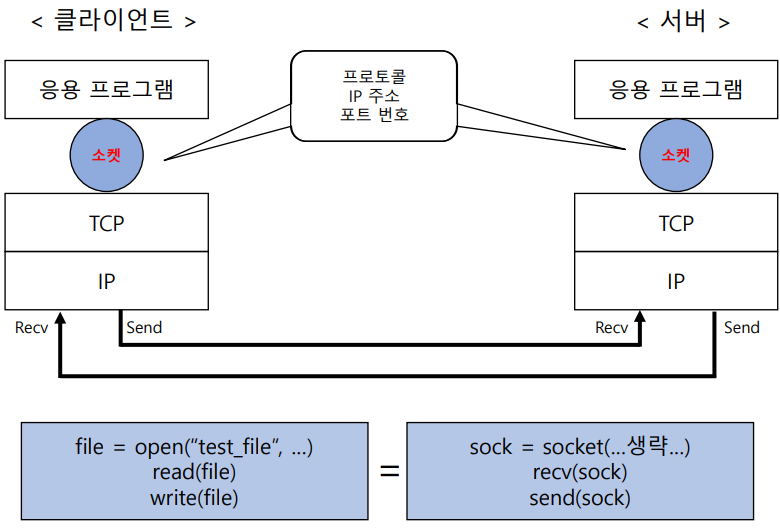 < 클라이언트 >
< 서버 >
프로토콜
IP 주소
포트 번호
응용 프로그램
응용 프로그램
소켓
소켓
TCP
TCP
IP
IP
Recv
Send
Recv
Send
file = open("test_file", ...)
read(file)
write(file)
=
sock = socket(...생략...)
recv(sock)
send(sock)